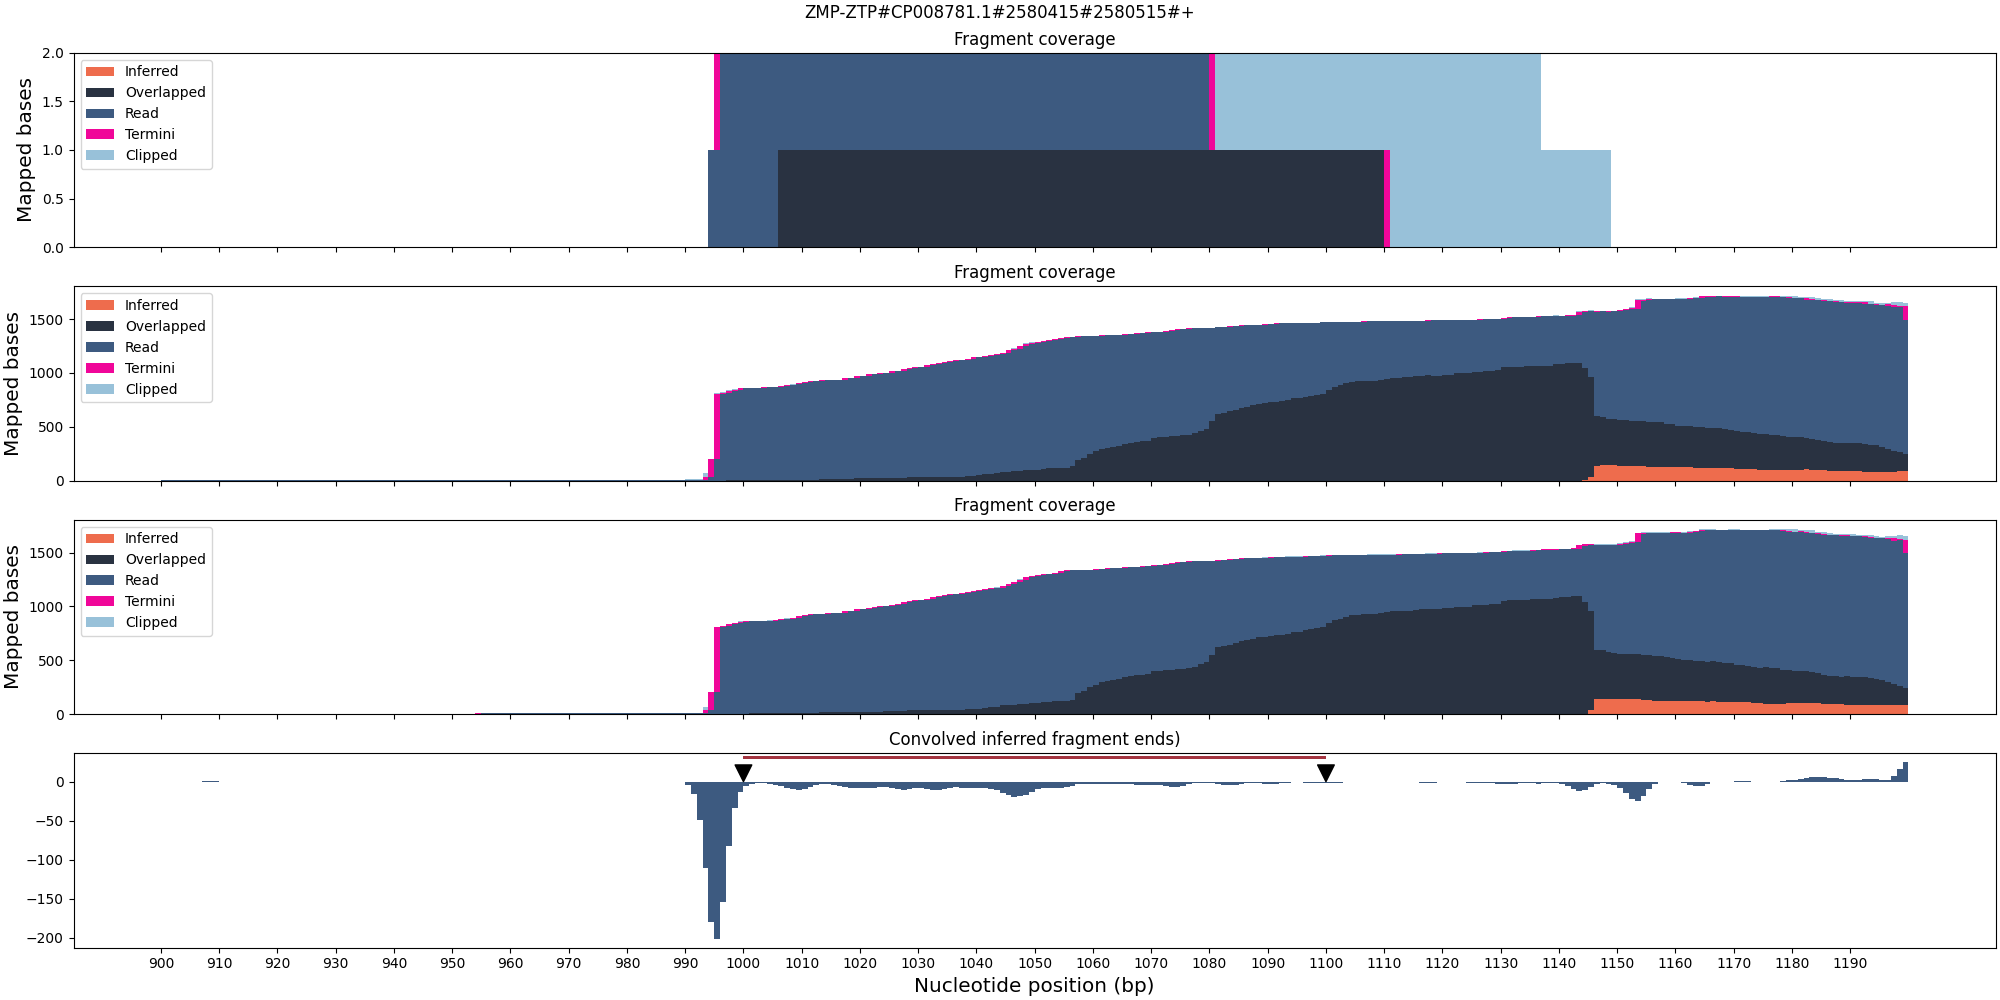 ZMP-ZTP#CP008781.1#2580415#2580515#+
Fragment coverage
Mapped bases
2.0
1.5
1.0
0.5
0.0
Inferred
Overlapped
Read
Termini
Clipped
Fragment coverage
Mapped bases
1500
1000
500
0
Inferred
Overlapped
Read
Termini
Clipped
Fragment coverage
Mapped bases
1500
1000
500
0
Inferred
Overlapped
Read
Termini
Clipped
Convolved inferred fragment ends)
0
−50
−100
−150
−200
900 910 920 930 940 950 960 970 980 990 1000 1010 1020 1030 1040 1050 1060 1070 1080 1090 1100 1110 1120 1130 1140 1150 1160 1170 1180 1190
Nucleotide position (bp)